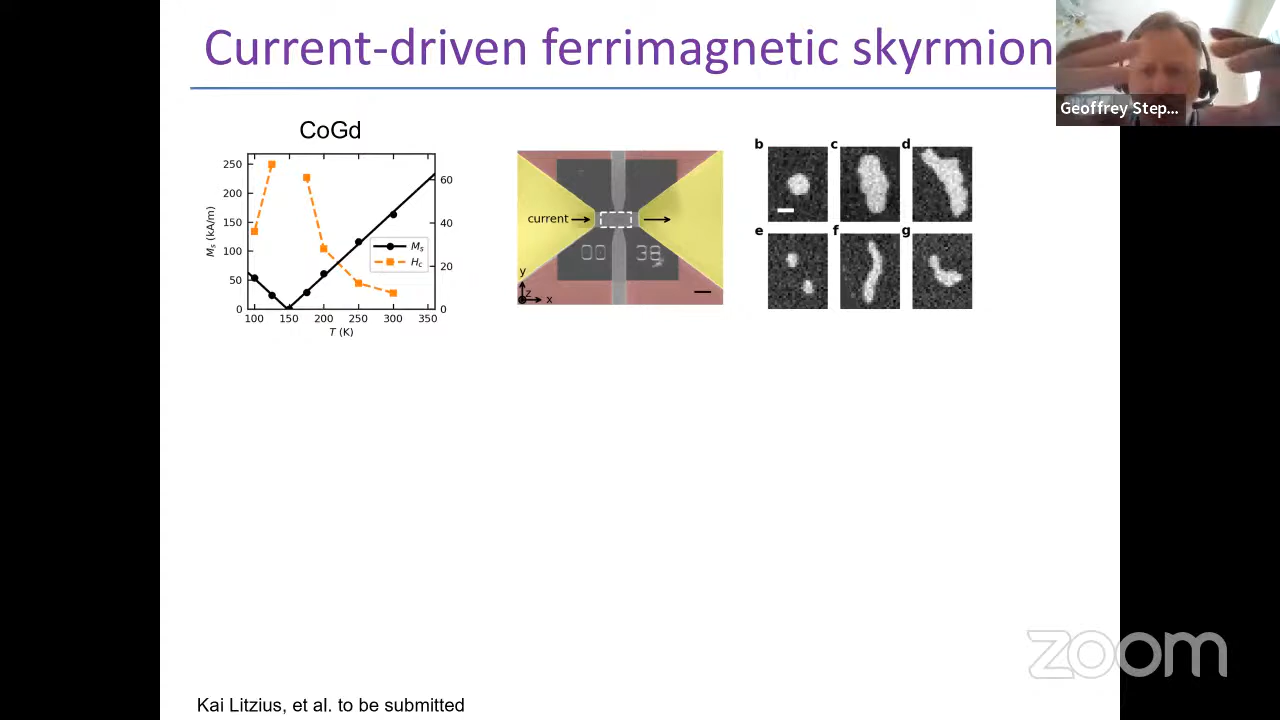 Current-driven ferrimagnetic skyrmion
Geoffrey Step...
CoGd
250
200
150
100
50
0
Ms (kA/m)
60
40
20
0
Ms
Hc
100 150 200 250 300 350
T (K)
current
00 38
y
z
x
b c d
e f g
zoom
Kai Litzius, et al. to be submitted